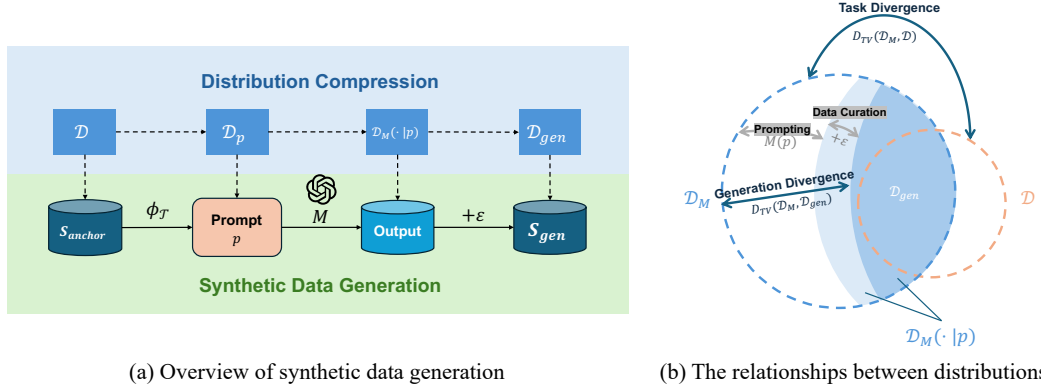 Distribution Compression
𝒟
𝒟_p
𝒟_M(· |p)
𝒟_gen
S_anchor
ϕ_𝒯
Prompt
p
M
Output
+ε
S_gen
Synthetic Data Generation
(a) Overview of synthetic data generation
Task Divergence
D_TV(𝒟_M, 𝒟)
Data Curation
+ε
Prompting
M(p)
Generation Divergence
D_TV(𝒟_M, 𝒟_gen)
𝒟_M
𝒟_gen
𝒟
𝒟_M(· |p)
(b) The relationships between distributions